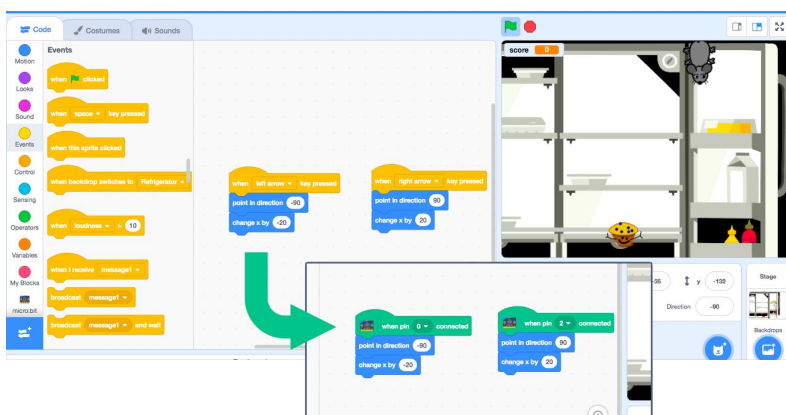 Code
Costumes
Sounds
Motion
Looks
Sound
Events
Control
Sensing
Operators
Variables
My Blocks
micro:bit
Events
when clicked
when space key pressed
when this sprite clicked
when backdrop switches to Refrigerator
when loudness > 10
when I receive message1
broadcast message1
broadcast message1 and wait
when left arrow key pressed
point in direction -90
change x by -20
when right arrow key pressed
point in direction 90
change x by 20
when pin 0 connected
point in direction -90
change x by -20
when pin 2 connected
point in direction 90
change x by 20
score 0
-35 y -132
Direction -90
Stage
Backdrops